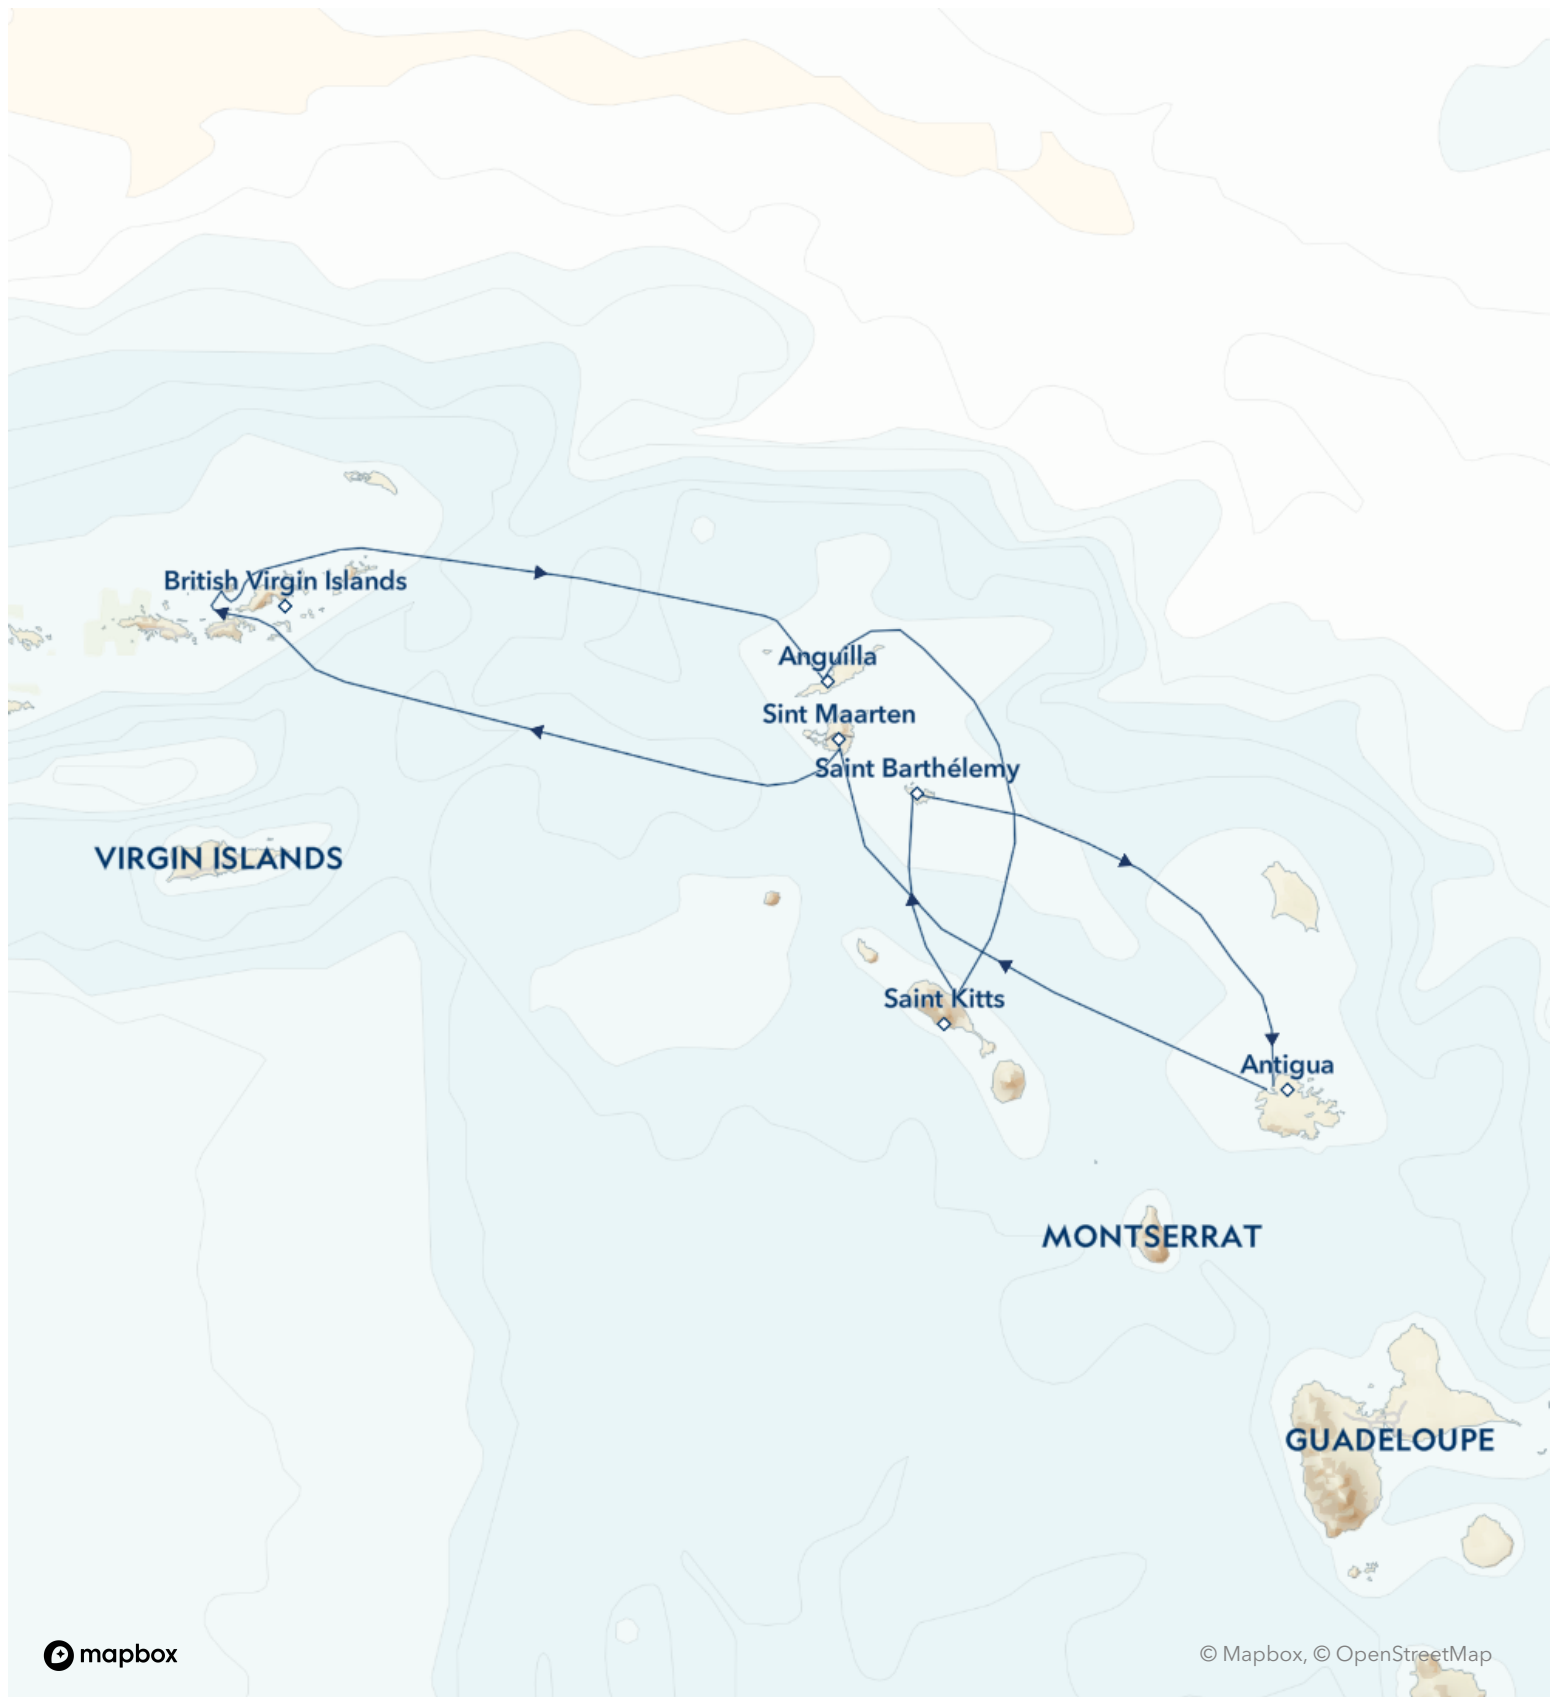 British Virgin Islands
Anguilla
Sint Maarten
Saint Barthélemy
VIRGIN ISLANDS
Saint Kitts
Antigua
MONTSERRAT
GUADELOUPE
mapbox
© Mapbox, © OpenStreetMap